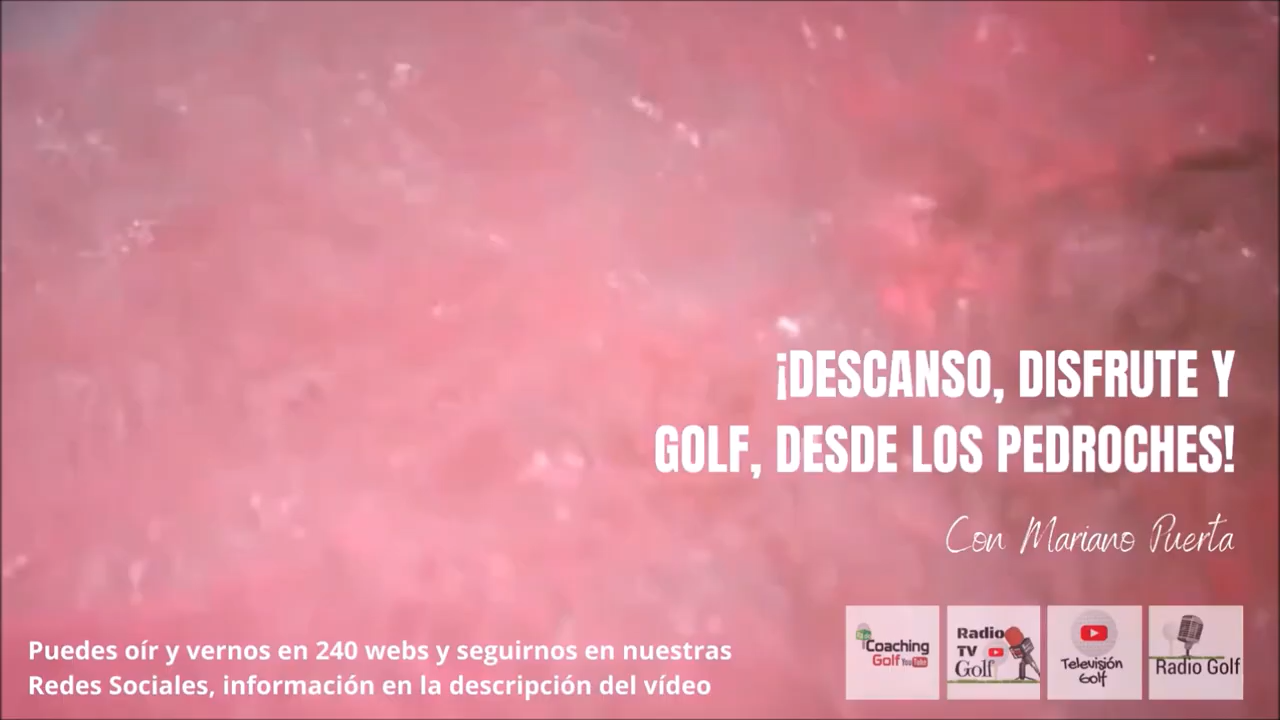 ¡DESCANSO, DISFRUTE Y
GOLF, DESDE LOS PEDROCHES!
Con Mariano Puerta
Puedes oír y vernos en 240 webs y seguirnos en nuestras
Redes Sociales, información en la descripción del vídeo
Coaching
Golf YouTube
Radio
TV
Golf
Televisión
Golf
Radio Golf